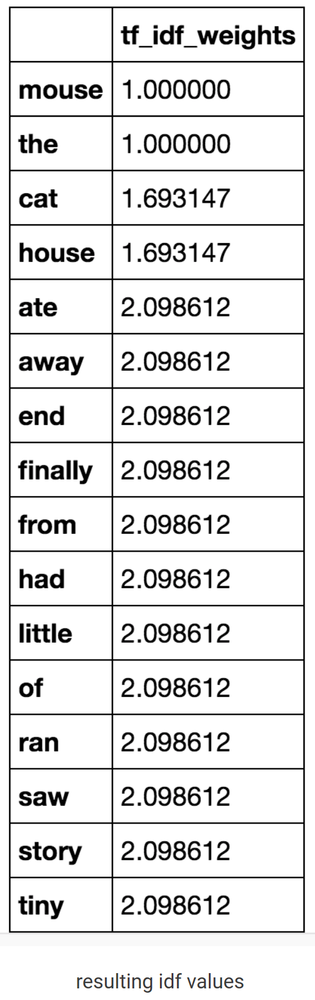 tf_idf_weights
mouse 1.000000
the 1.000000
cat 1.693147
house 1.693147
ate 2.098612
away 2.098612
end 2.098612
finally 2.098612
from 2.098612
had 2.098612
little 2.098612
of 2.098612
ran 2.098612
saw 2.098612
story 2.098612
tiny 2.098612
resulting idf values